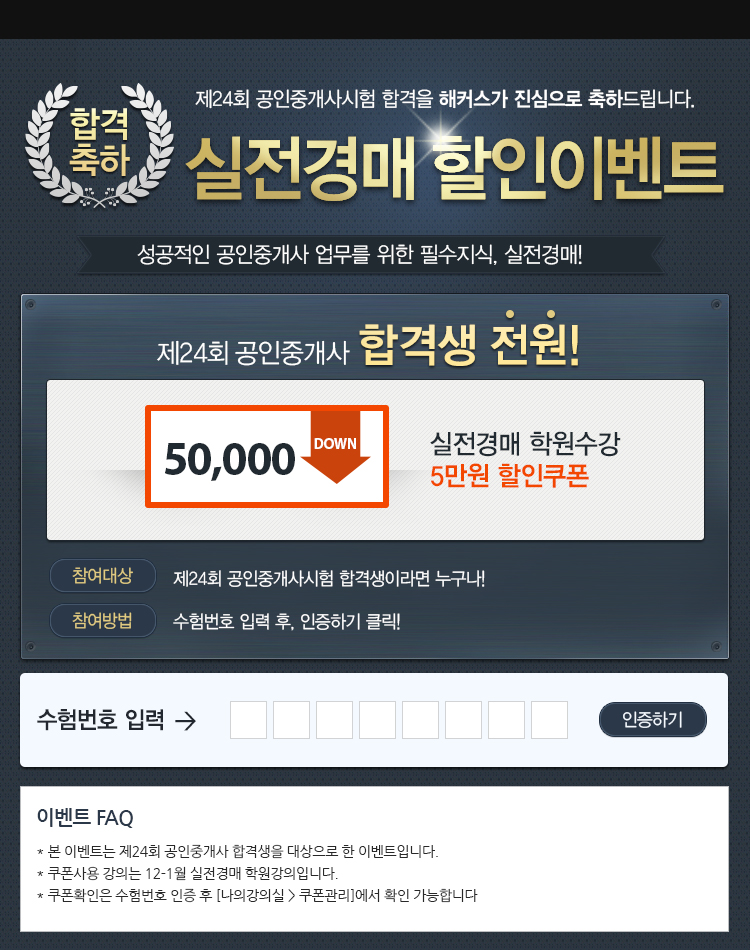 합격
축하
제24회 공인중개사시험 합격을 해커스가 진심으로 축하드립니다.
실전경매 할인이벤트
성공적인 공인중개사 업무를 위한 필수지식, 실전경매!
제24회 공인중개사 합격생 전원!
50,000 DOWN
실전경매 학원수강
5만원 할인쿠폰
참여대상 제24회 공인중개사시험 합격생이라면 누구나!
참여방법 수험번호 입력 후, 인증하기 클릭!
수험번호 입력 → 인증하기
이벤트 FAQ
* 본 이벤트는 제24회 공인중개사 합격생을 대상으로 한 이벤트입니다.
* 쿠폰사용 강의는 12-1월 실전경매 학원강의입니다.
* 쿠폰확인은 수험번호 인증 후 [나의강의실 > 쿠폰관리]에서 확인 가능합니다